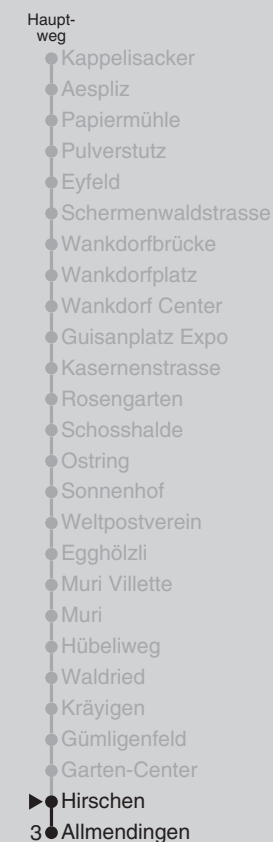 Haupt-
weg
Kappelisacker
Aespliz
Papiermühle
Pulverstutz
Eyfeld
Schermenwaldstrasse
Wankdorfbrücke
Wankdorfplatz
Wankdorf Center
Guisanplatz Expo
Kasernenstrasse
Rosengarten
Schosshalde
Ostring
Sonnenhof
Weltpostverein
Egghölzli
Muri Villette
Muri
Hübeliweg
Waldried
Kräyigen
Gümligenfeld
Garten-Center
Hirschen
3 Allmendingen